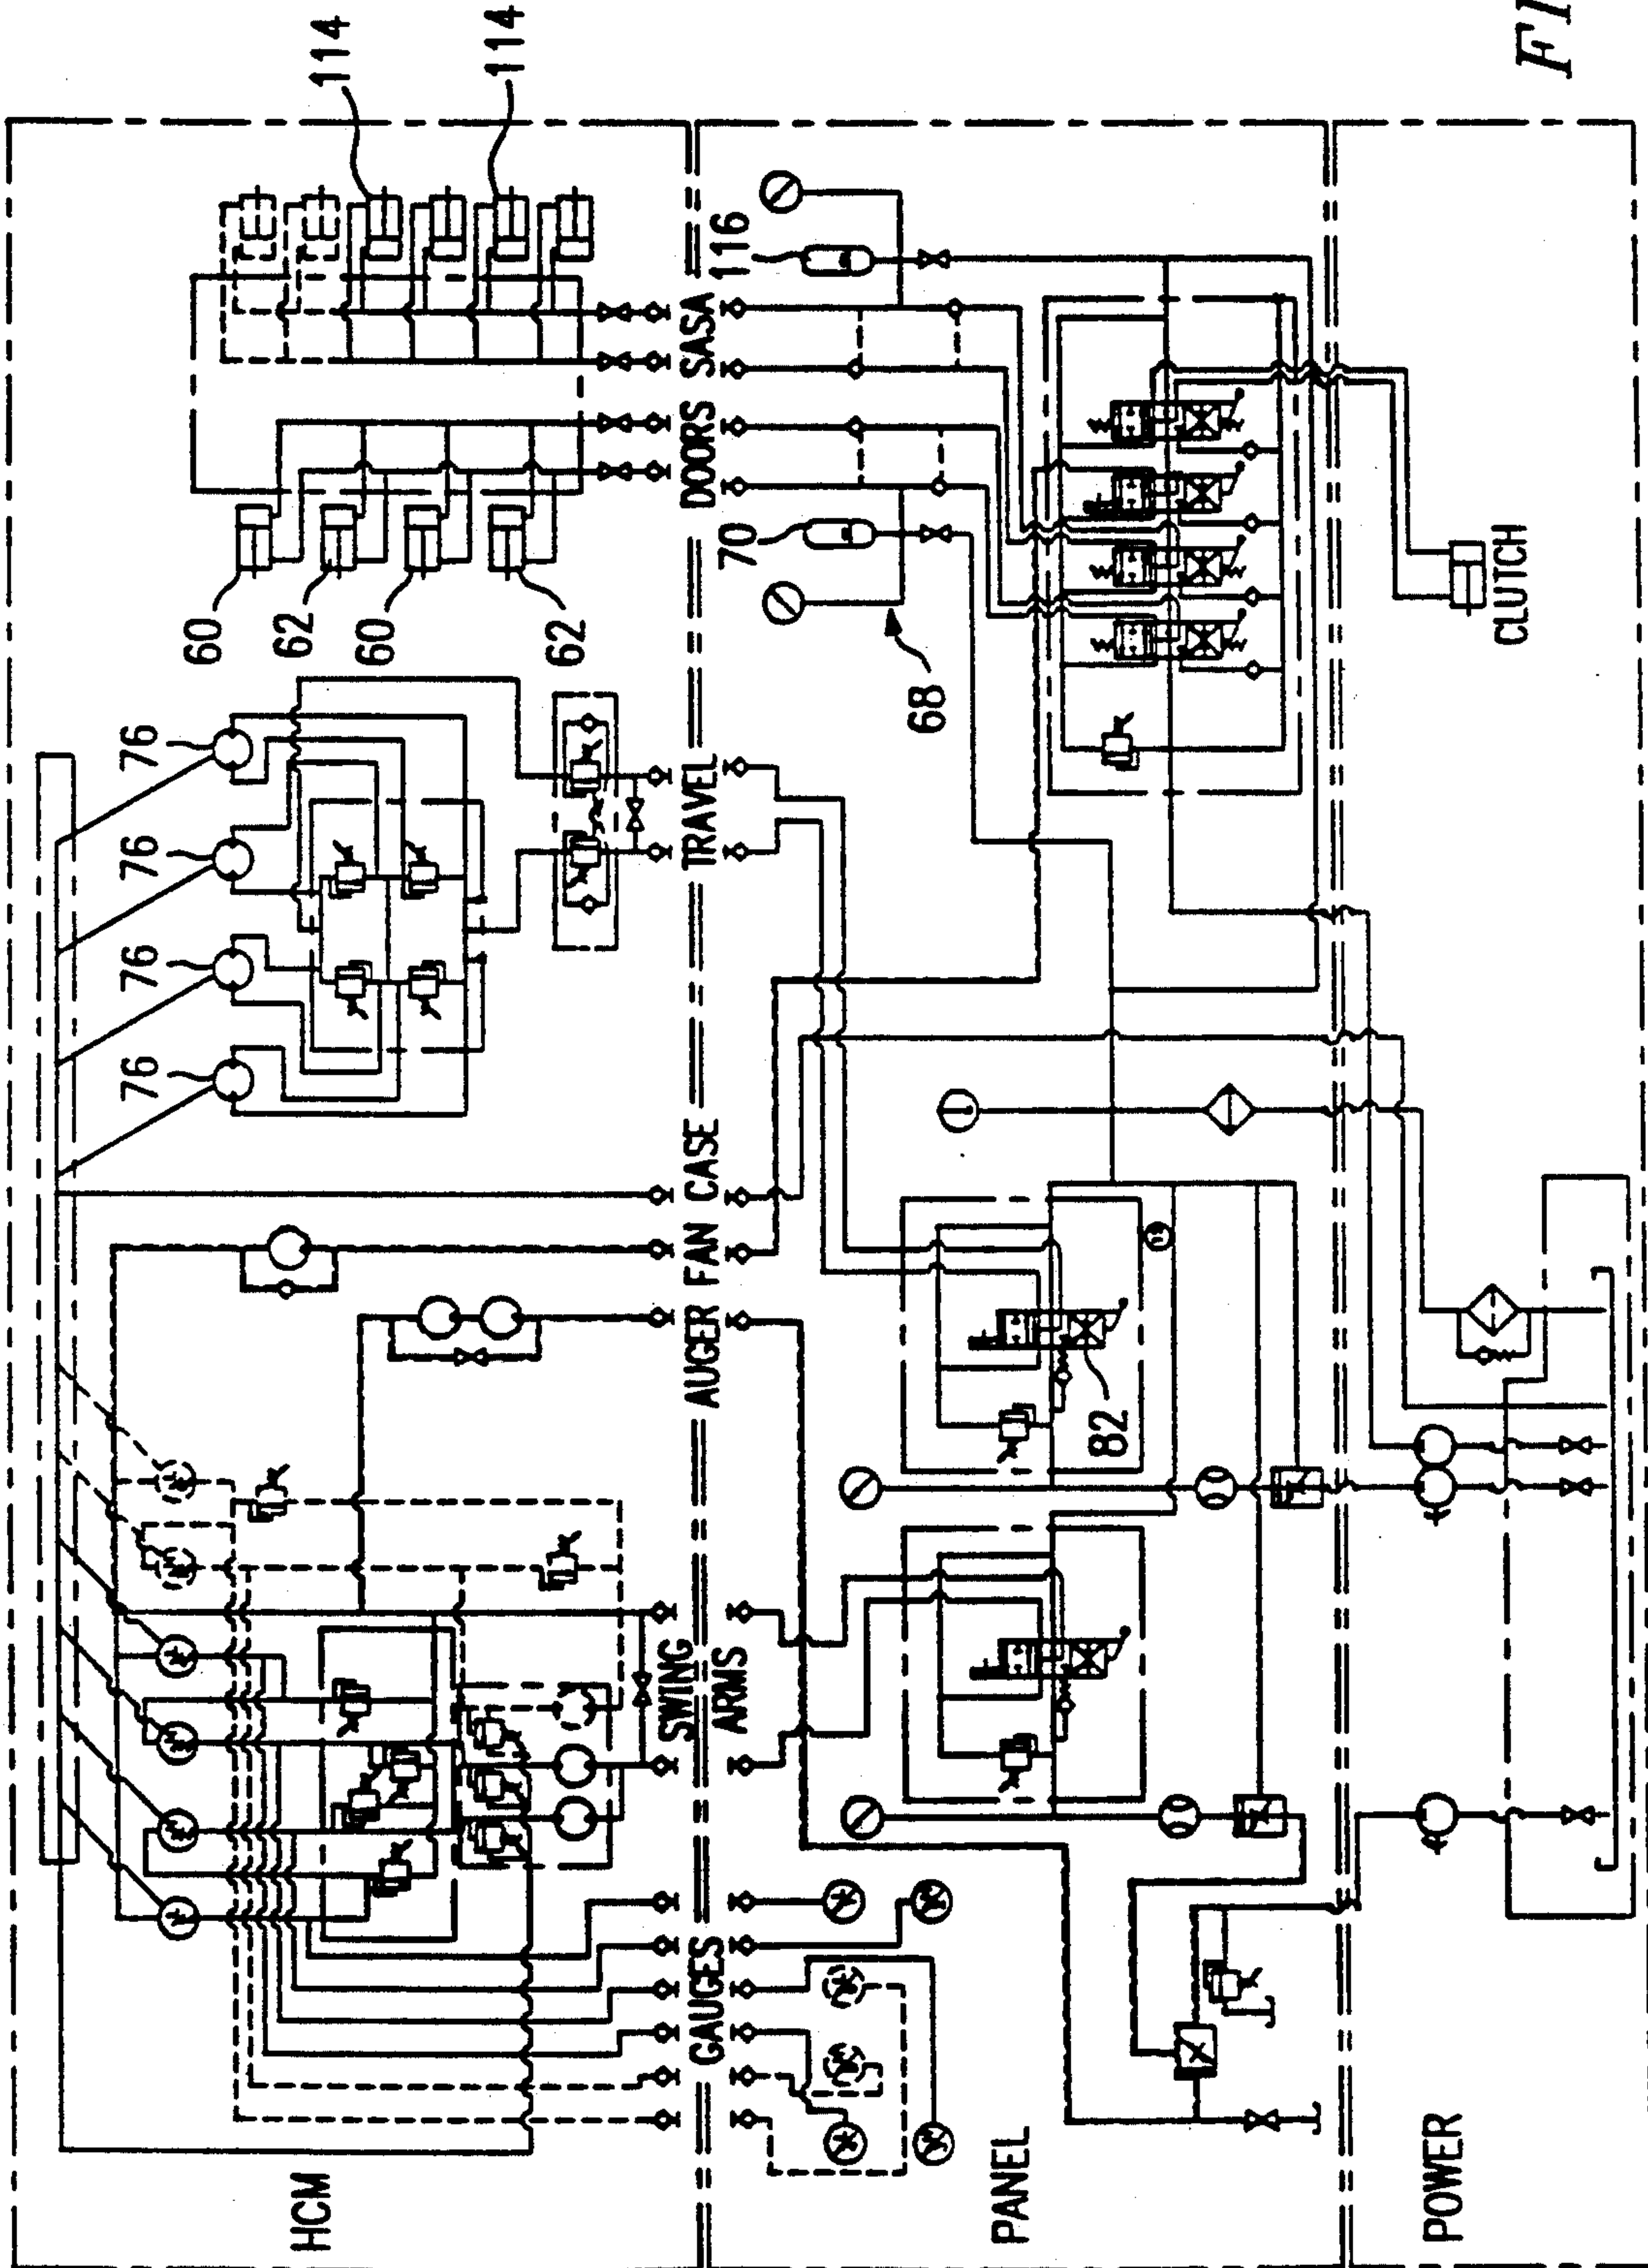 HCM
PANEL
POWER
GAUGES
SWING
ARMS
AUGER
FAN
CASE
TRAVEL
DOORS
SASA
CLUTCH
76
76
76
76
60
62
60
62
114
114
70
116
68
82
FI